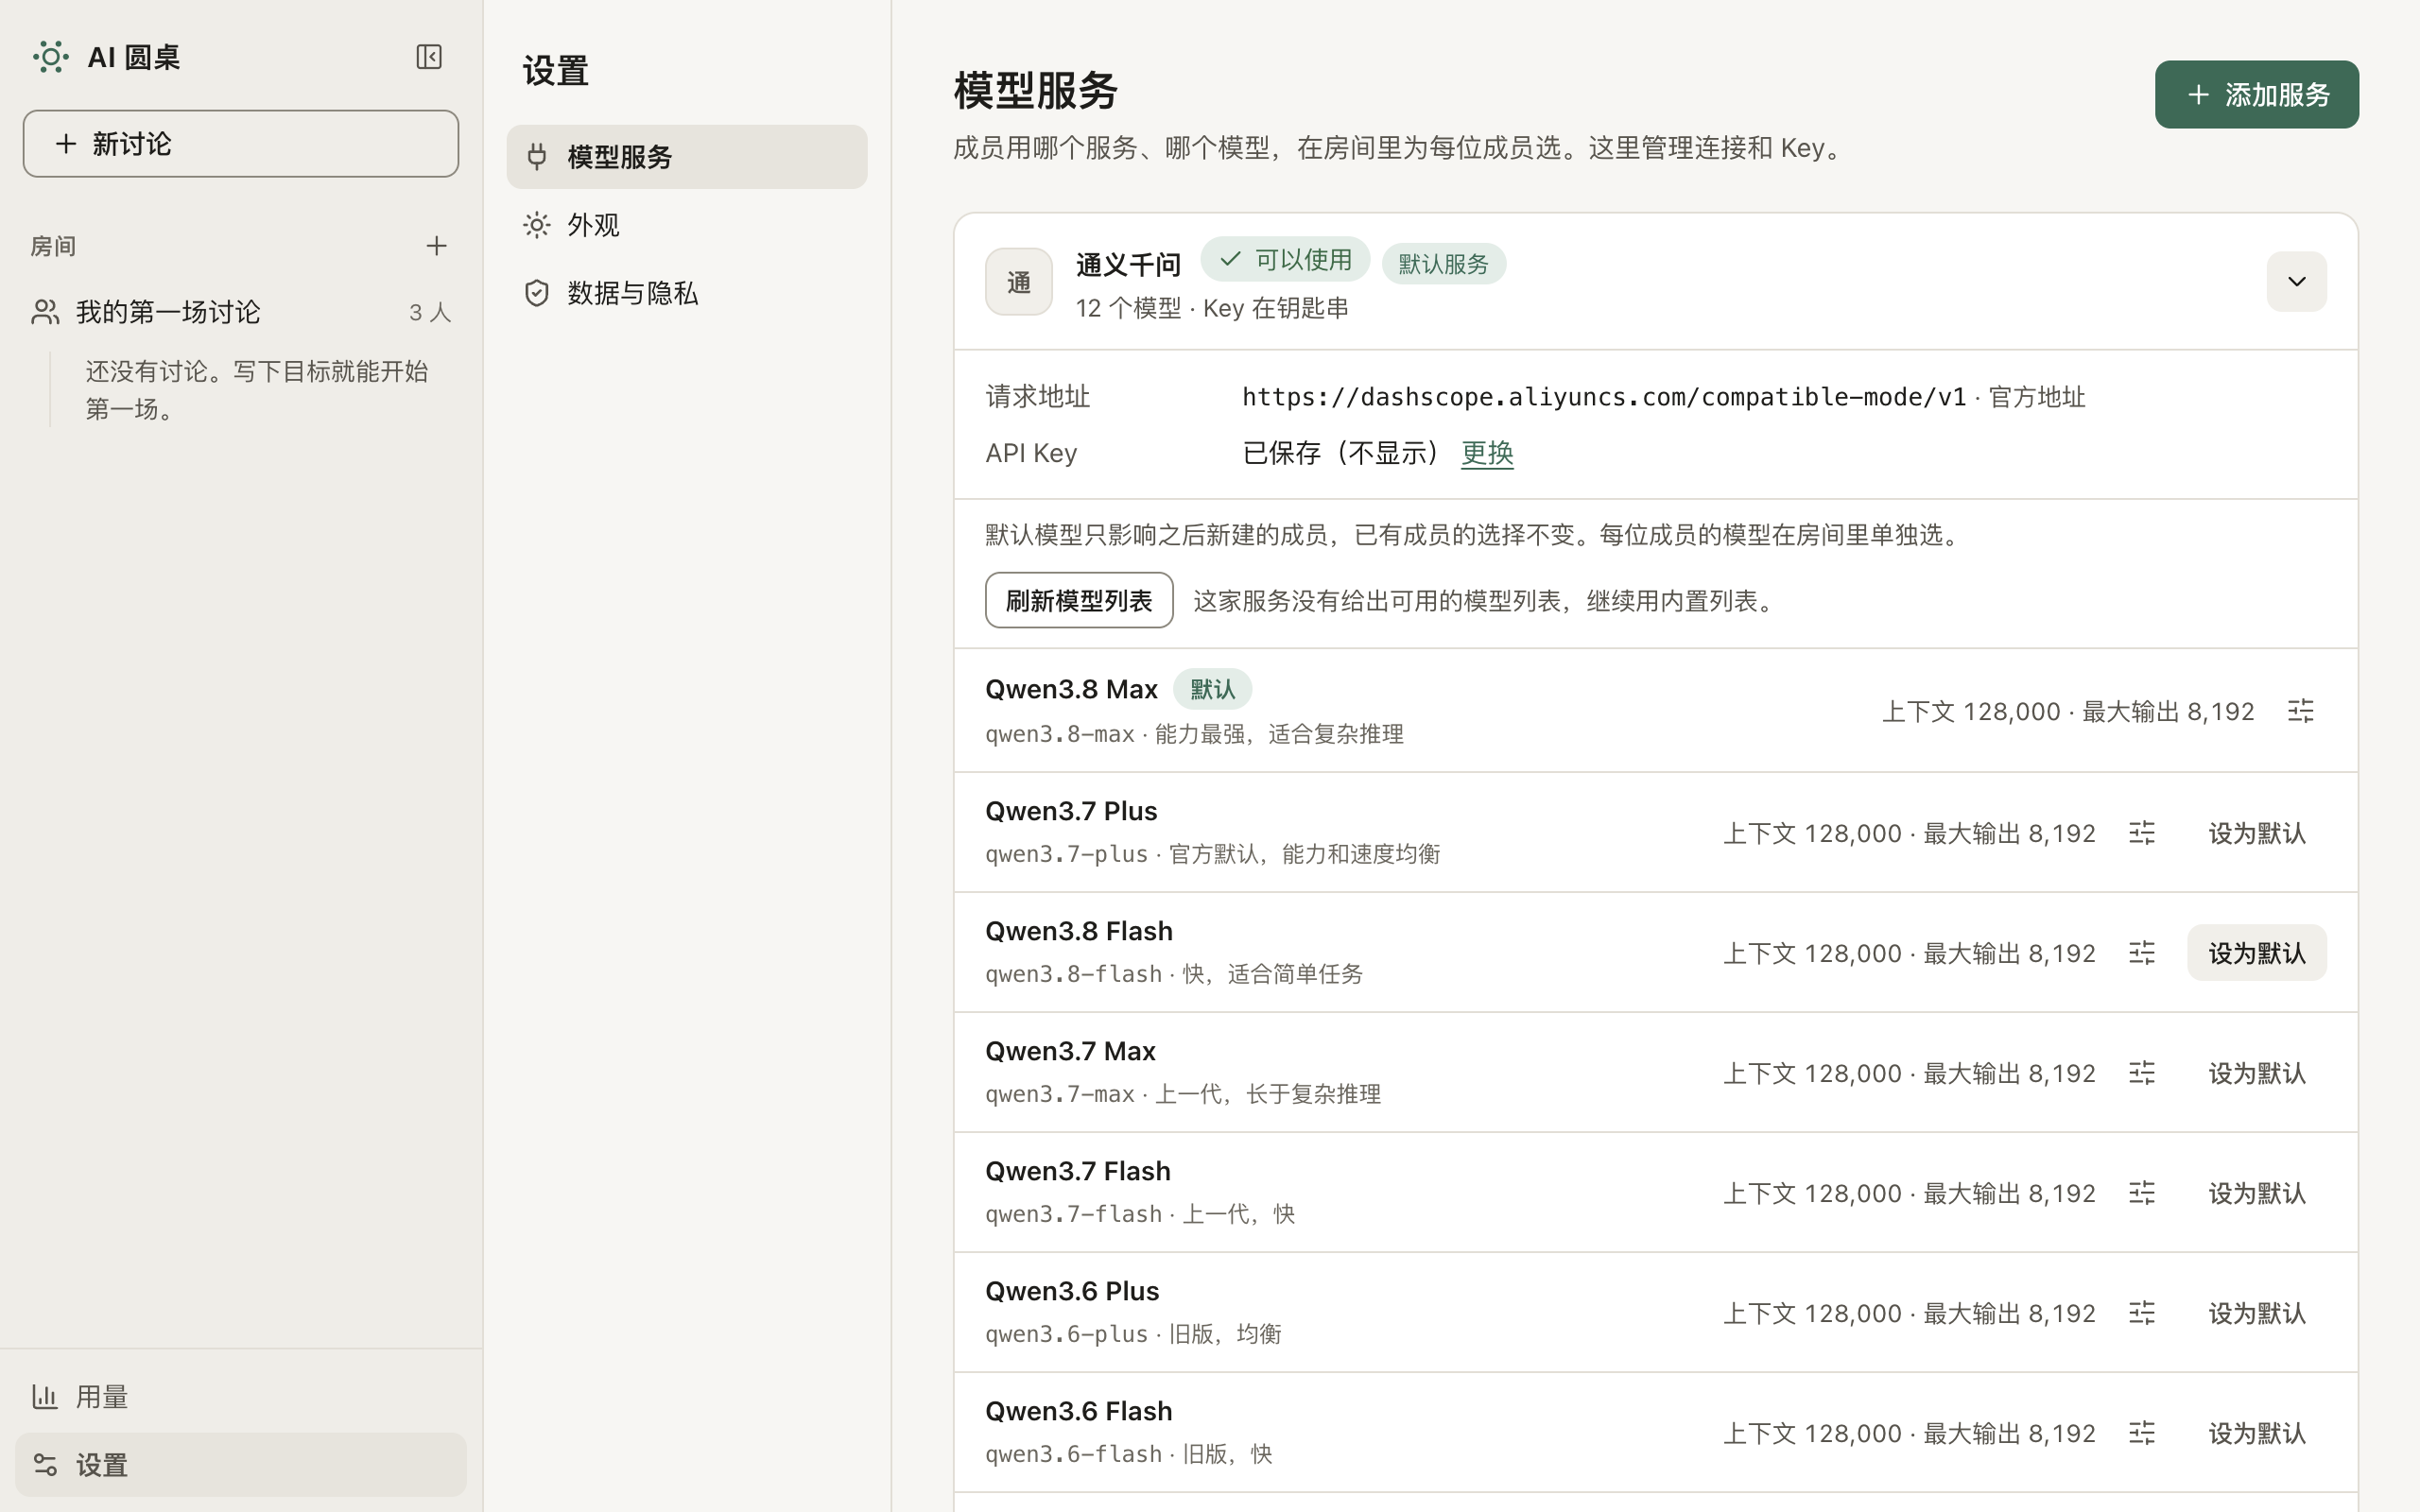 AI 圆桌
新讨论
房间
我的第一场讨论 3 人
还没有讨论。写下目标就能开始
第一场。
用量
设置
设置
模型服务
外观
数据与隐私
模型服务
添加服务
成员用哪个服务、哪个模型，在房间里为每位成员选。这里管理连接和 Key。
通
通义千问 可以使用 默认服务
12 个模型 · Key 在钥匙串
请求地址 https://dashscope.aliyuncs.com/compatible-mode/v1 · 官方地址
API Key 已保存（不显示） 更换
默认模型只影响之后新建的成员，已有成员的选择不变。每位成员的模型在房间里单独选。
刷新模型列表 这家服务没有给出可用的模型列表，继续用内置列表。
Qwen3.8 Max 默认
qwen3.8-max · 能力最强，适合复杂推理
上下文 128,000 · 最大输出 8,192
Qwen3.7 Plus
qwen3.7-plus · 官方默认，能力和速度均衡
上下文 128,000 · 最大输出 8,192 设为默认
Qwen3.8 Flash
qwen3.8-flash · 快，适合简单任务
上下文 128,000 · 最大输出 8,192 设为默认
Qwen3.7 Max
qwen3.7-max · 上一代，长于复杂推理
上下文 128,000 · 最大输出 8,192 设为默认
Qwen3.7 Flash
qwen3.7-flash · 上一代，快
上下文 128,000 · 最大输出 8,192 设为默认
Qwen3.6 Plus
qwen3.6-plus · 旧版，均衡
上下文 128,000 · 最大输出 8,192 设为默认
Qwen3.6 Flash
qwen3.6-flash · 旧版，快
上下文 128,000 · 最大输出 8,192 设为默认